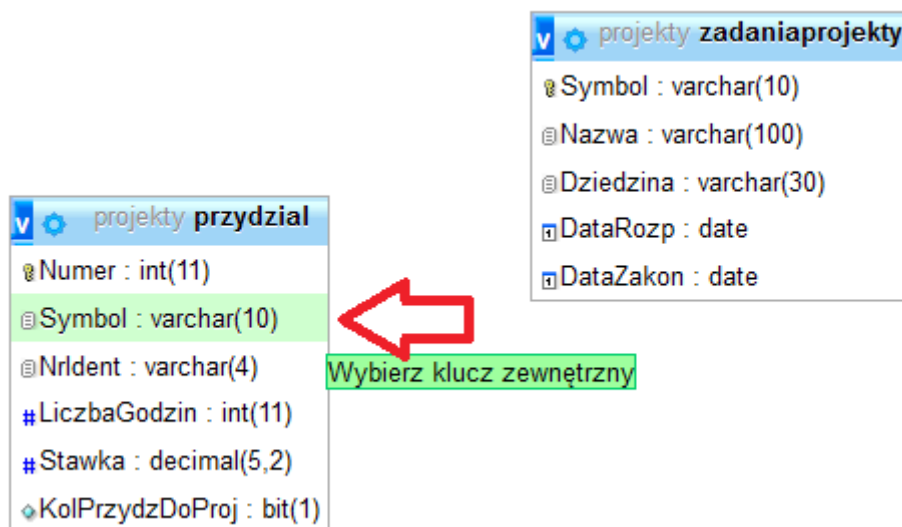 v projekty zadaniaprojekty
Symbol : varchar(10)
Nazwa : varchar(100)
Dziedzina : varchar(30)
DataRozp : date
DataZakon : date
v projekty przydzial
Numer : int(11)
Symbol : varchar(10)
NrIdent : varchar(4)
# LiczbaGodzin : int(11)
# Stawka : decimal(5,2)
KolPrzydzDoProj : bit(1)
Wybierz klucz zewnętrzny